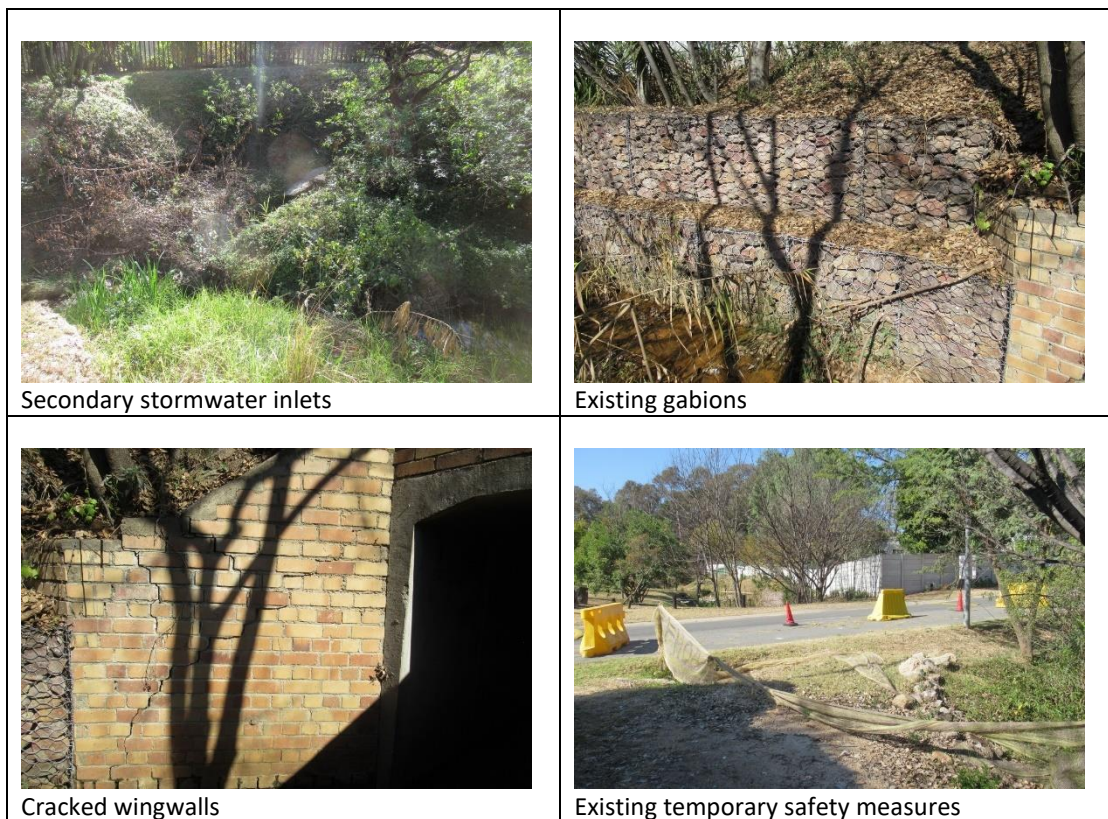 Secondary stormwater inlets
Existing gabions
Cracked wingwalls
Existing temporary safety measures